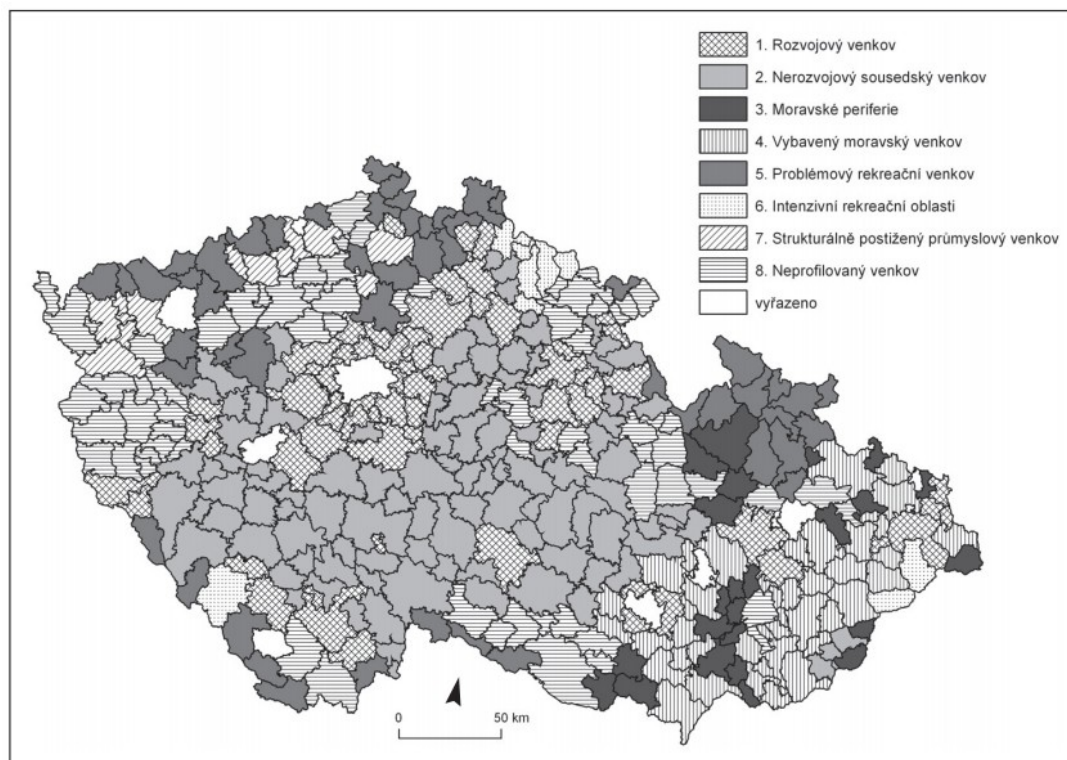 1. Rozvojový venkov
2. Nerozvojový sousedský venkov
3. Moravské periferie
4. Vybavený moravský venkov
5. Problémový rekreační venkov
6. Intenzivní rekreační oblasti
7. Strukturálně postižený průmyslový venkov
8. Neprofilovaný venkov
vyřazeno
0 50 km